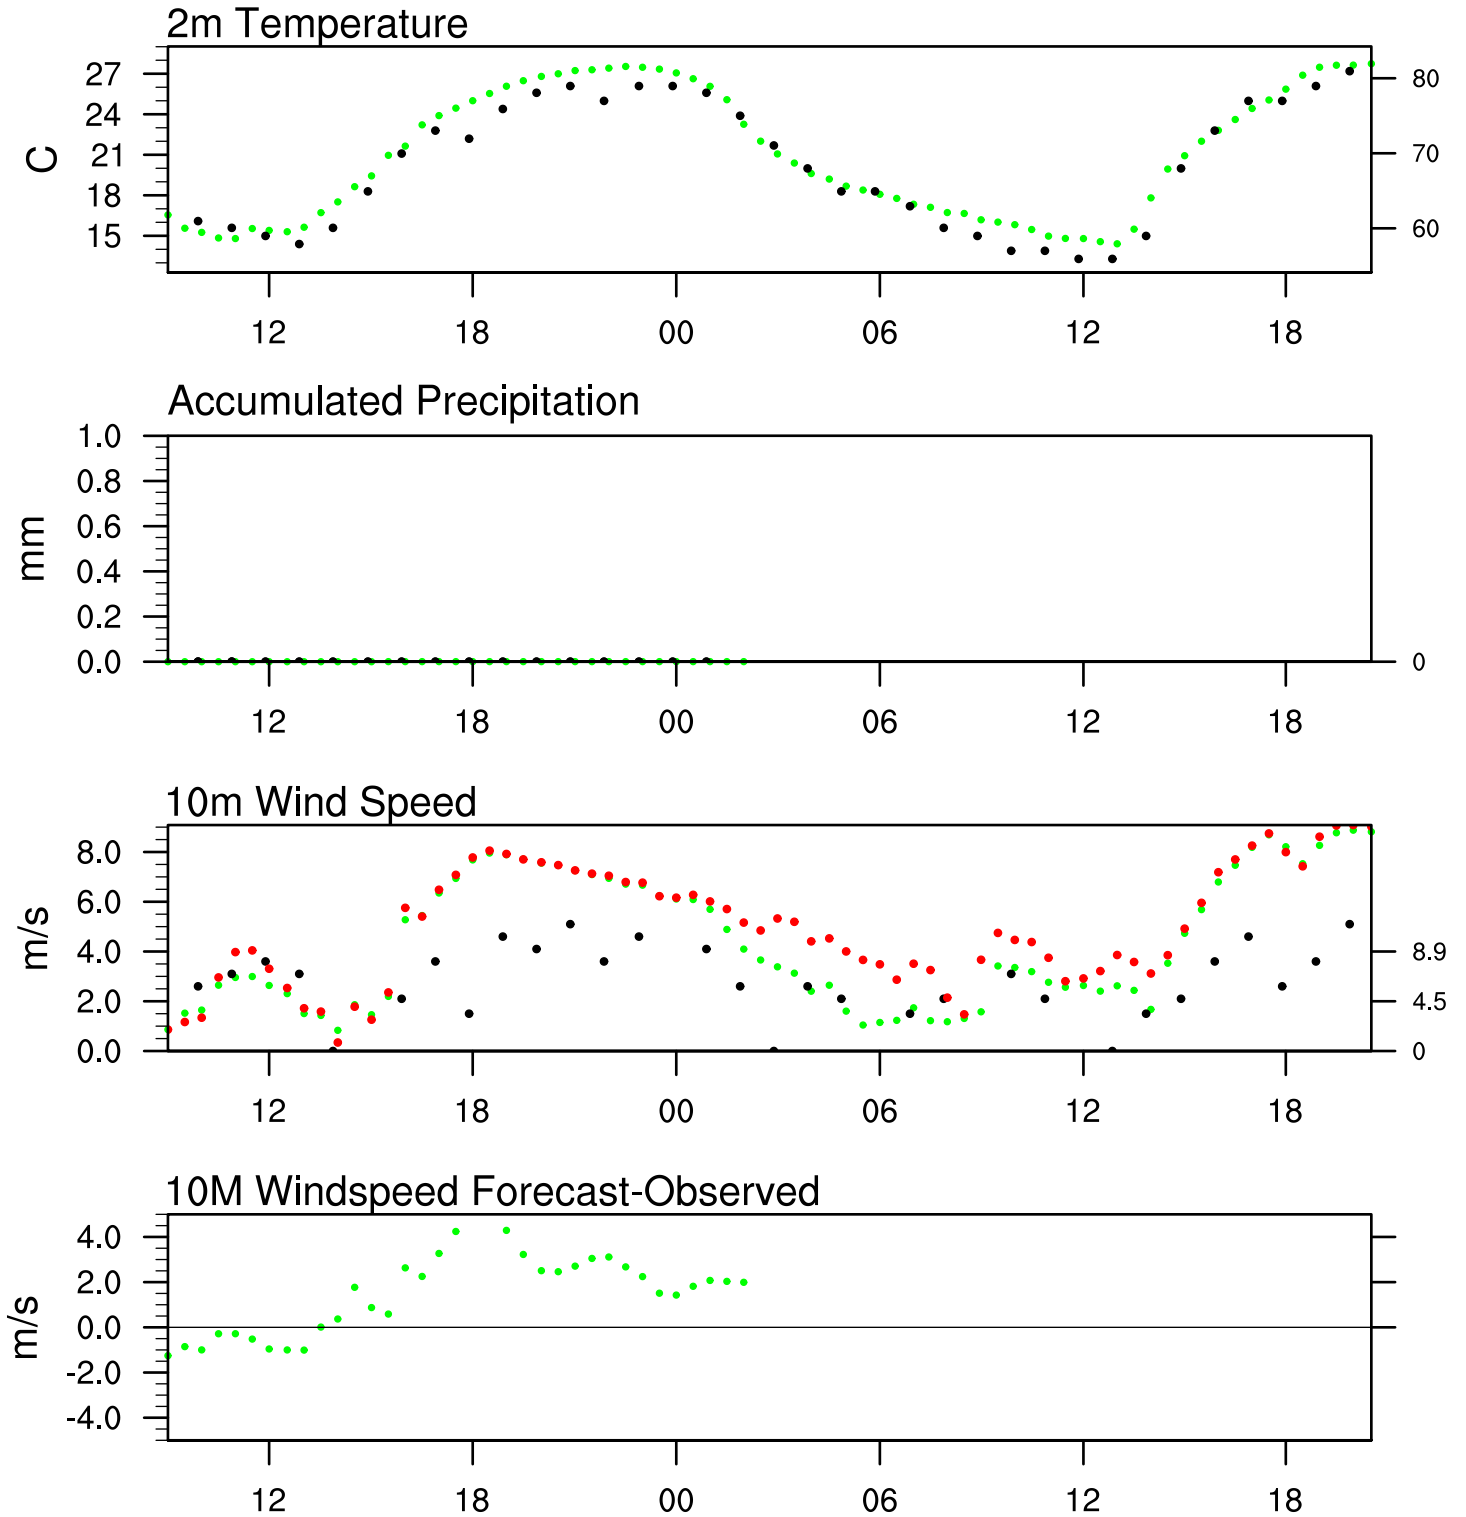 2m Temperature
27
24
21
18
15
C
80
70
60
12 18 00 06 12 18
Accumulated Precipitation
1.0
0.8
0.6
0.4
0.2
0.0
mm
0
12 18 00 06 12 18
10m Wind Speed
8.0
6.0
4.0
2.0
0.0
m/s
8.9
4.5
0
12 18 00 06 12 18
10M Windspeed Forecast-Observed
4.0
2.0
0.0
-2.0
-4.0
m/s
12 18 00 06 12 18